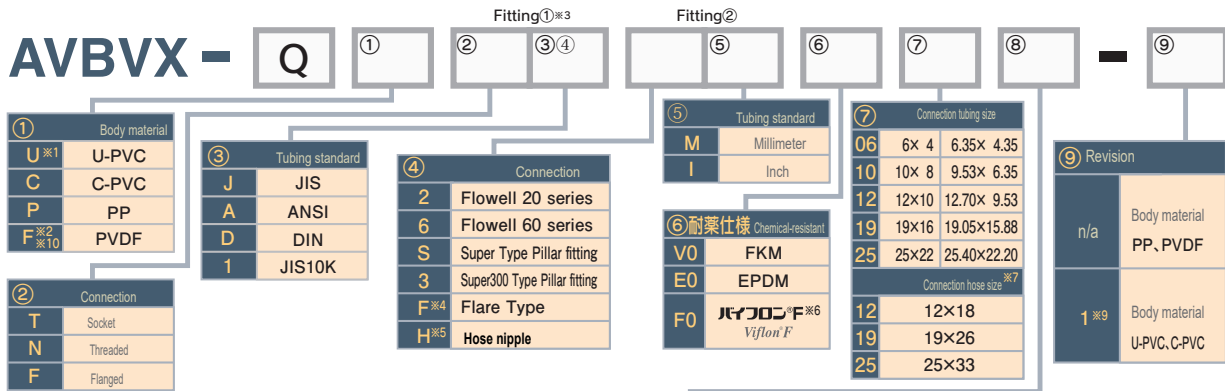 Fitting①※3 Fitting②
AVBVX - Q ① ② ③④ ⑤ ⑥ ⑦ ⑧ - ⑨
① Body material
U※1 U-PVC
C C-PVC
P PP
F※2 ※10 PVDF
② Connection
T Socket
N Threaded
F Flanged
③ Tubing standard
J JIS
A ANSI
D DIN
1 JIS10K
④ Connection
2 Flowell 20 series
6 Flowell 60 series
S Super Type Pillar fitting
3 Super300 Type Pillar fitting
F※4 Flare Type
H※5 Hose nipple
⑤ Tubing standard
M Millimeter
I Inch
⑥耐薬仕様 Chemical-resistant
V0 FKM
E0 EPDM
F0 バイフロン®F※6
Viflon®F
⑦ Connection tubing size
06 6× 4 6.35× 4.35
10 10× 8 9.53× 6.35
12 12×10 12.70× 9.53
19 19×16 19.05×15.88
25 25×22 25.40×22.20
Connection hose size※7
12 12×18
19 19×26
25 25×33
⑨ Revision
n/a Body material
PP、PVDF
1※9 Body material
U-PVC、C-PVC